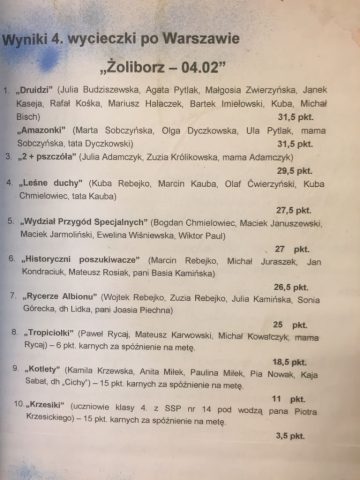 Wyniki 4. wycieczki po Warszawie
„Żoliborz – 04.02”
1. „Druidzi” (Julia Budziszewska, Agata Pytlak, Małgosia Zwierzyńska, Janek
Kaseja, Rafał Kośka, Mariusz Hałaczek, Bartek Imiełowski, Kuba, Michał
Bisch) 31,5 pkt.
„Amazonki” (Marta Sobczyńska, Olga Dyczkowska, Ula Pytlak, mama
Sobczyńska, tata Dyczkowski) 31,5 pkt.
3. „2 + pszczoła” (Julia Adamczyk, Zuzia Królikowska, mama Adamczyk)
29,5 pkt.
4. „Leśne duchy” (Kuba Rebejko, Marcin Kauba, Olaf Ćwierzyński, Kuba
Chmielowiec, tata Kauba)
27,5 pkt.
5. „Wydział Przygód Specjalnych” (Bogdan Chmielowiec, Maciek Januszewski,
Maciek Jarmoliński, Ewelina Wiśniewska, Wiktor Paul)
27 pkt.
6. „Historyczni poszukiwacze” (Marcin Rebejko, Michał Juraszek, Jan
Kondraciuk, Mateusz Rosiak, pani Basia Kamińska)
26,5 pkt.
7. „Rycerze Albionu” (Wojtek Rebejko, Zuzia Rebejko, Julia Kamińska, Sonia
Górecka, dh Lidka, pani Joasia Piechna)
25 pkt.
8. „Tropiciołki” (Paweł Rycaj, Mateusz Karwowski, Michał Kowalczyk, mama
Rycaj) – 6 pkt. karnych za spóźnienie na metę.
18,5 pkt.
9. „Kotlety” (Kamila Krzewska, Anita Miłek, Paulina Miłek, Pia Nowak, Kaja
Sabat, dh „Cichy”) – 15 pkt. karnych za spóźnienie na metę.
11 pkt.
10. „Krzesiki” (uczniowie klasy 4. z SSP nr 14 pod wodzą pana Piotra
Krzesickiego) – 15 pkt. karnych za spóźnienie na metę.
3,5 pkt.